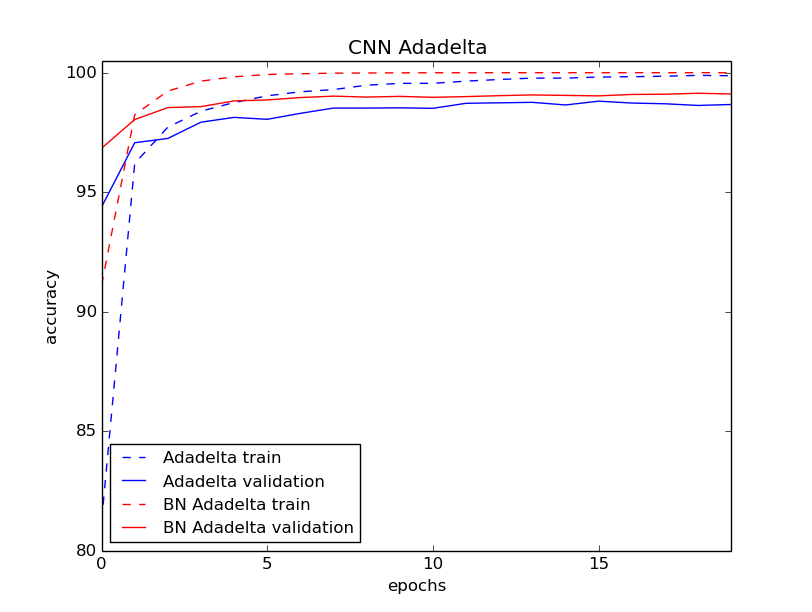 CNN Adadelta
100
95
90
85
80
accuracy
Adadelta train
Adadelta validation
BN Adadelta train
BN Adadelta validation
0
5
10
15
epochs